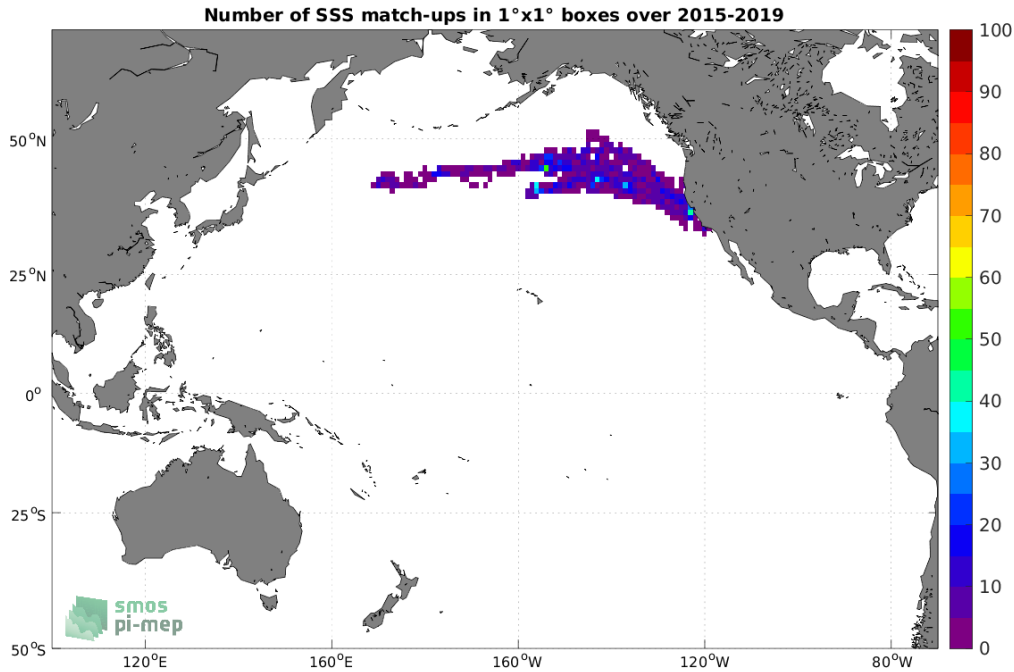 Number of SSS match-ups in 1°x1° boxes over 2015-2019
50°N
25°N
0°
25°S
50°S
120°E
160°E
160°W
120°W
80°W
100
90
80
70
60
50
40
30
20
10
0
smos
pi-mep